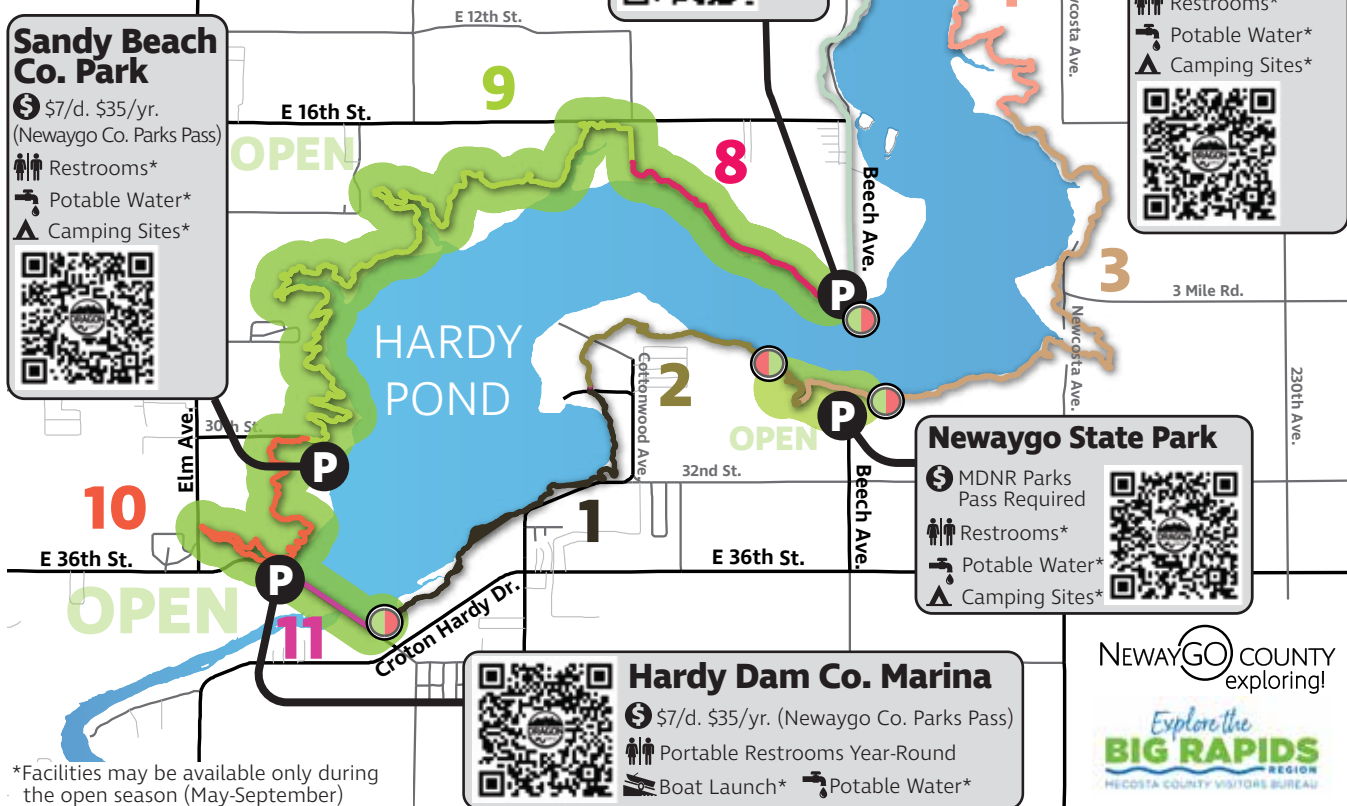 Sandy Beach
Co. Park
$ $7/d. $35/yr.
(Newaygo Co. Parks Pass)
Restrooms*
Potable Water*
Camping Sites*
DRAGON
E 12th St.
E 16th St.
9
OPEN
8
Beech Ave.
P
Restrooms*
Potable Water*
Camping Sites*
DRAGON
3
3 Mile Rd.
Newcosta Ave.
230th Ave.
HARDY
POND
2
Cottonwood Ave.
OPEN
P
32nd St.
Beech Ave.
Elm Ave.
30th St.
P
10
1
E 36th St.
E 36th St.
OPEN
P
11
Croton Hardy Dr.
Newaygo State Park
$ MDNR Parks
Pass Required
Restrooms*
Potable Water*
Camping Sites*
DRAGON
Hardy Dam Co. Marina
$ $7/d. $35/yr. (Newaygo Co. Parks Pass)
Portable Restrooms Year-Round
Boat Launch* Potable Water*
DRAGON
*Facilities may be available only during
the open season (May-September)
NEWAYGO COUNTY
exploring!
Explore the
BIG RAPIDS
REGION
MECOSTA COUNTY VISITORS BUREAU